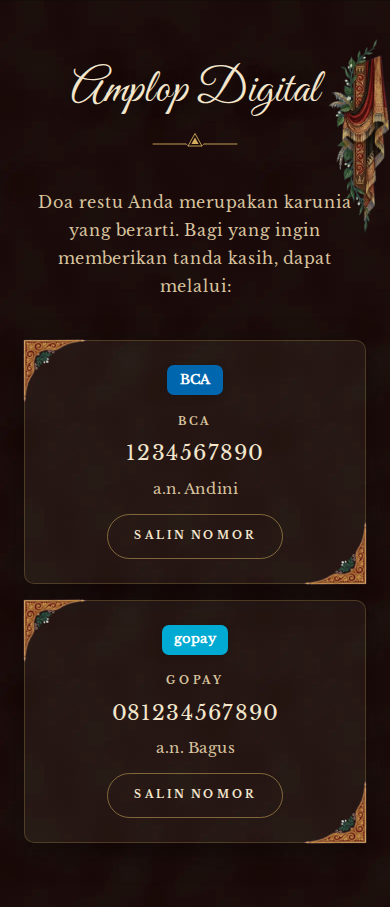 Amplop Digital
Doa restu Anda merupakan karunia
yang berarti. Bagi yang ingin
memberikan tanda kasih, dapat
melalui:
BCA
BCA
1234567890
a.n. Andini
SALIN NOMOR
gopay
GOPAY
081234567890
a.n. Bagus
SALIN NOMOR